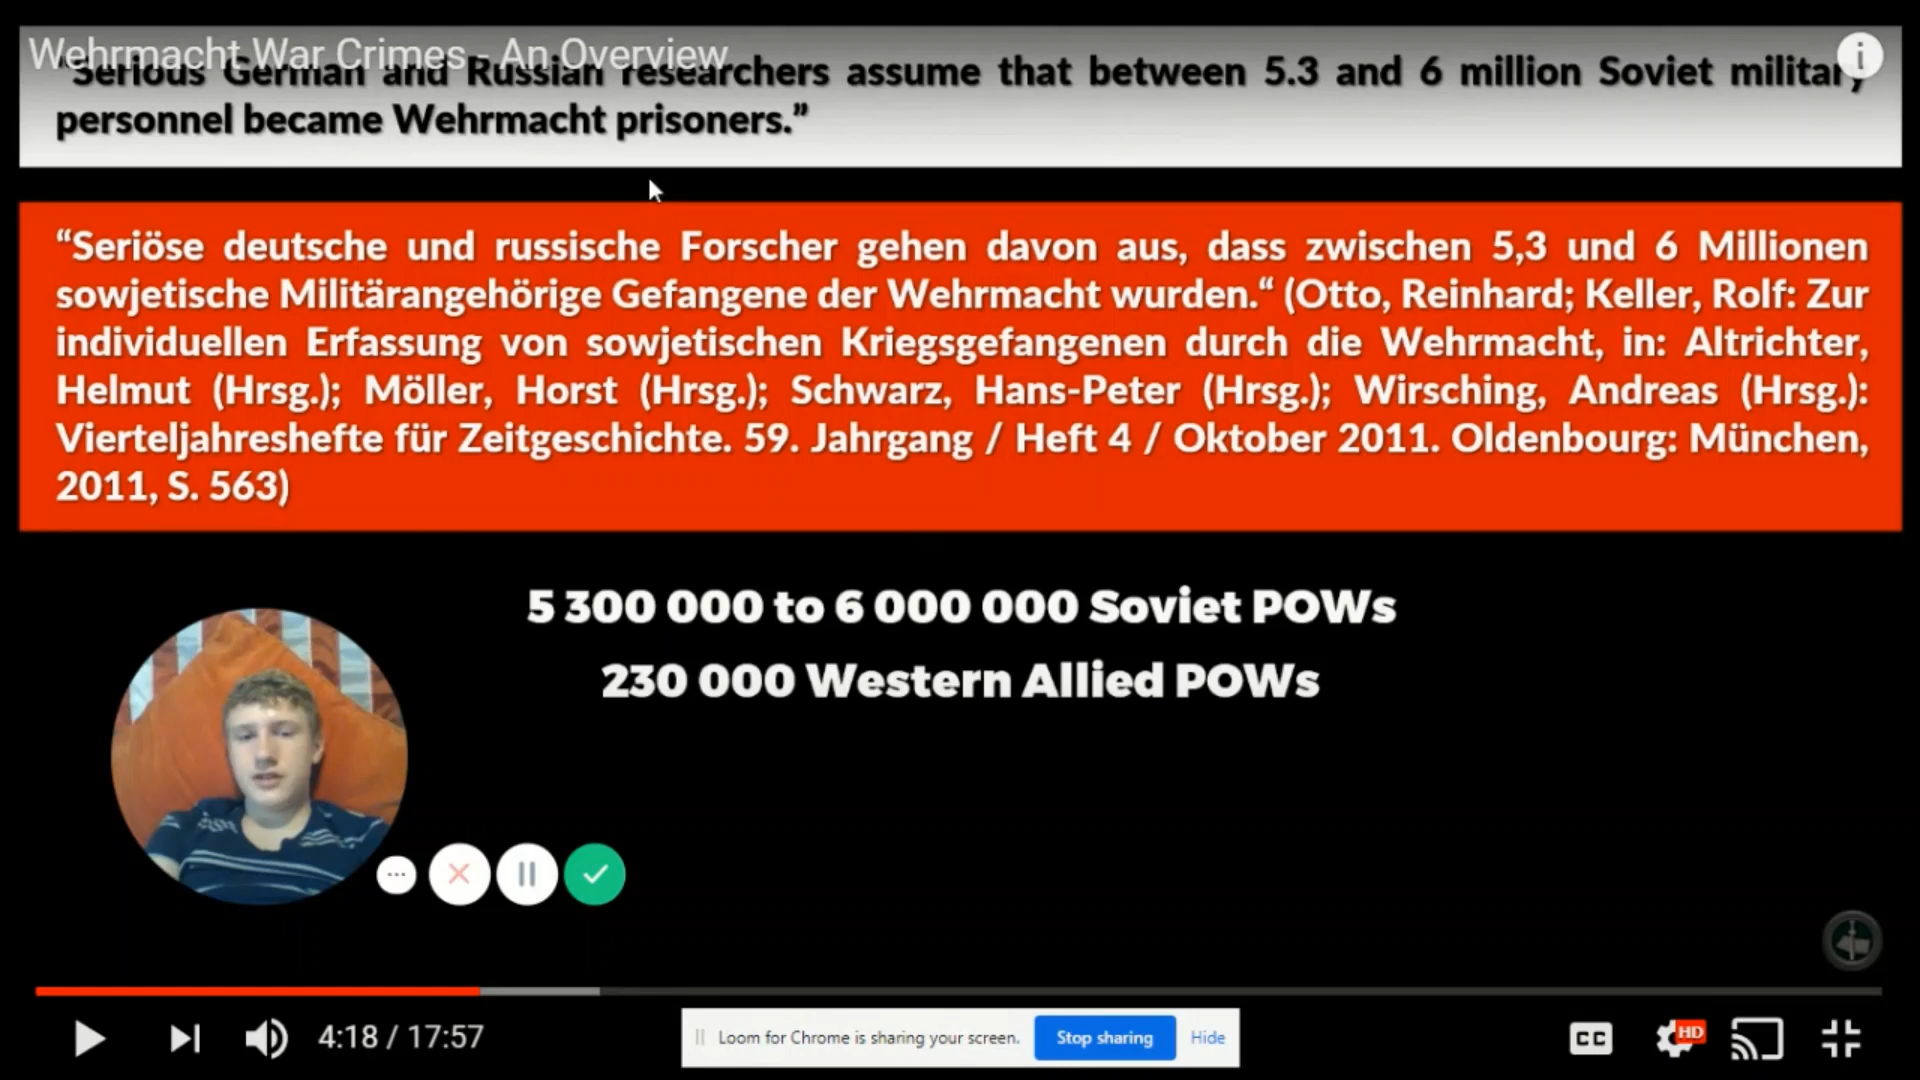 Wehrmacht War Crimes - An Overview
"Serious German and Russian researchers assume that between 5.3 and 6 million Soviet military
personnel became Wehrmacht prisoners.”
“Seriöse deutsche und russische Forscher gehen davon aus, dass zwischen 5,3 und 6 Millionen
sowjetische Militärangehörige Gefangene der Wehrmacht wurden.“ (Otto, Reinhard; Keller, Rolf: Zur
individuellen Erfassung von sowjetischen Kriegsgefangenen durch die Wehrmacht, in: Altrichter,
Helmut (Hrsg.); Möller, Horst (Hrsg.); Schwarz, Hans-Peter (Hrsg.); Wirsching, Andreas (Hrsg.):
Vierteljahreshefte für Zeitgeschichte. 59. Jahrgang / Heft 4 / Oktober 2011. Oldenbourg: München,
2011, S. 563)
5 300 000 to 6 000 000 Soviet POWs
230 000 Western Allied POWs
4:18 / 17:57
Loom for Chrome is sharing your screen.
Stop sharing
Hide
CC
HD